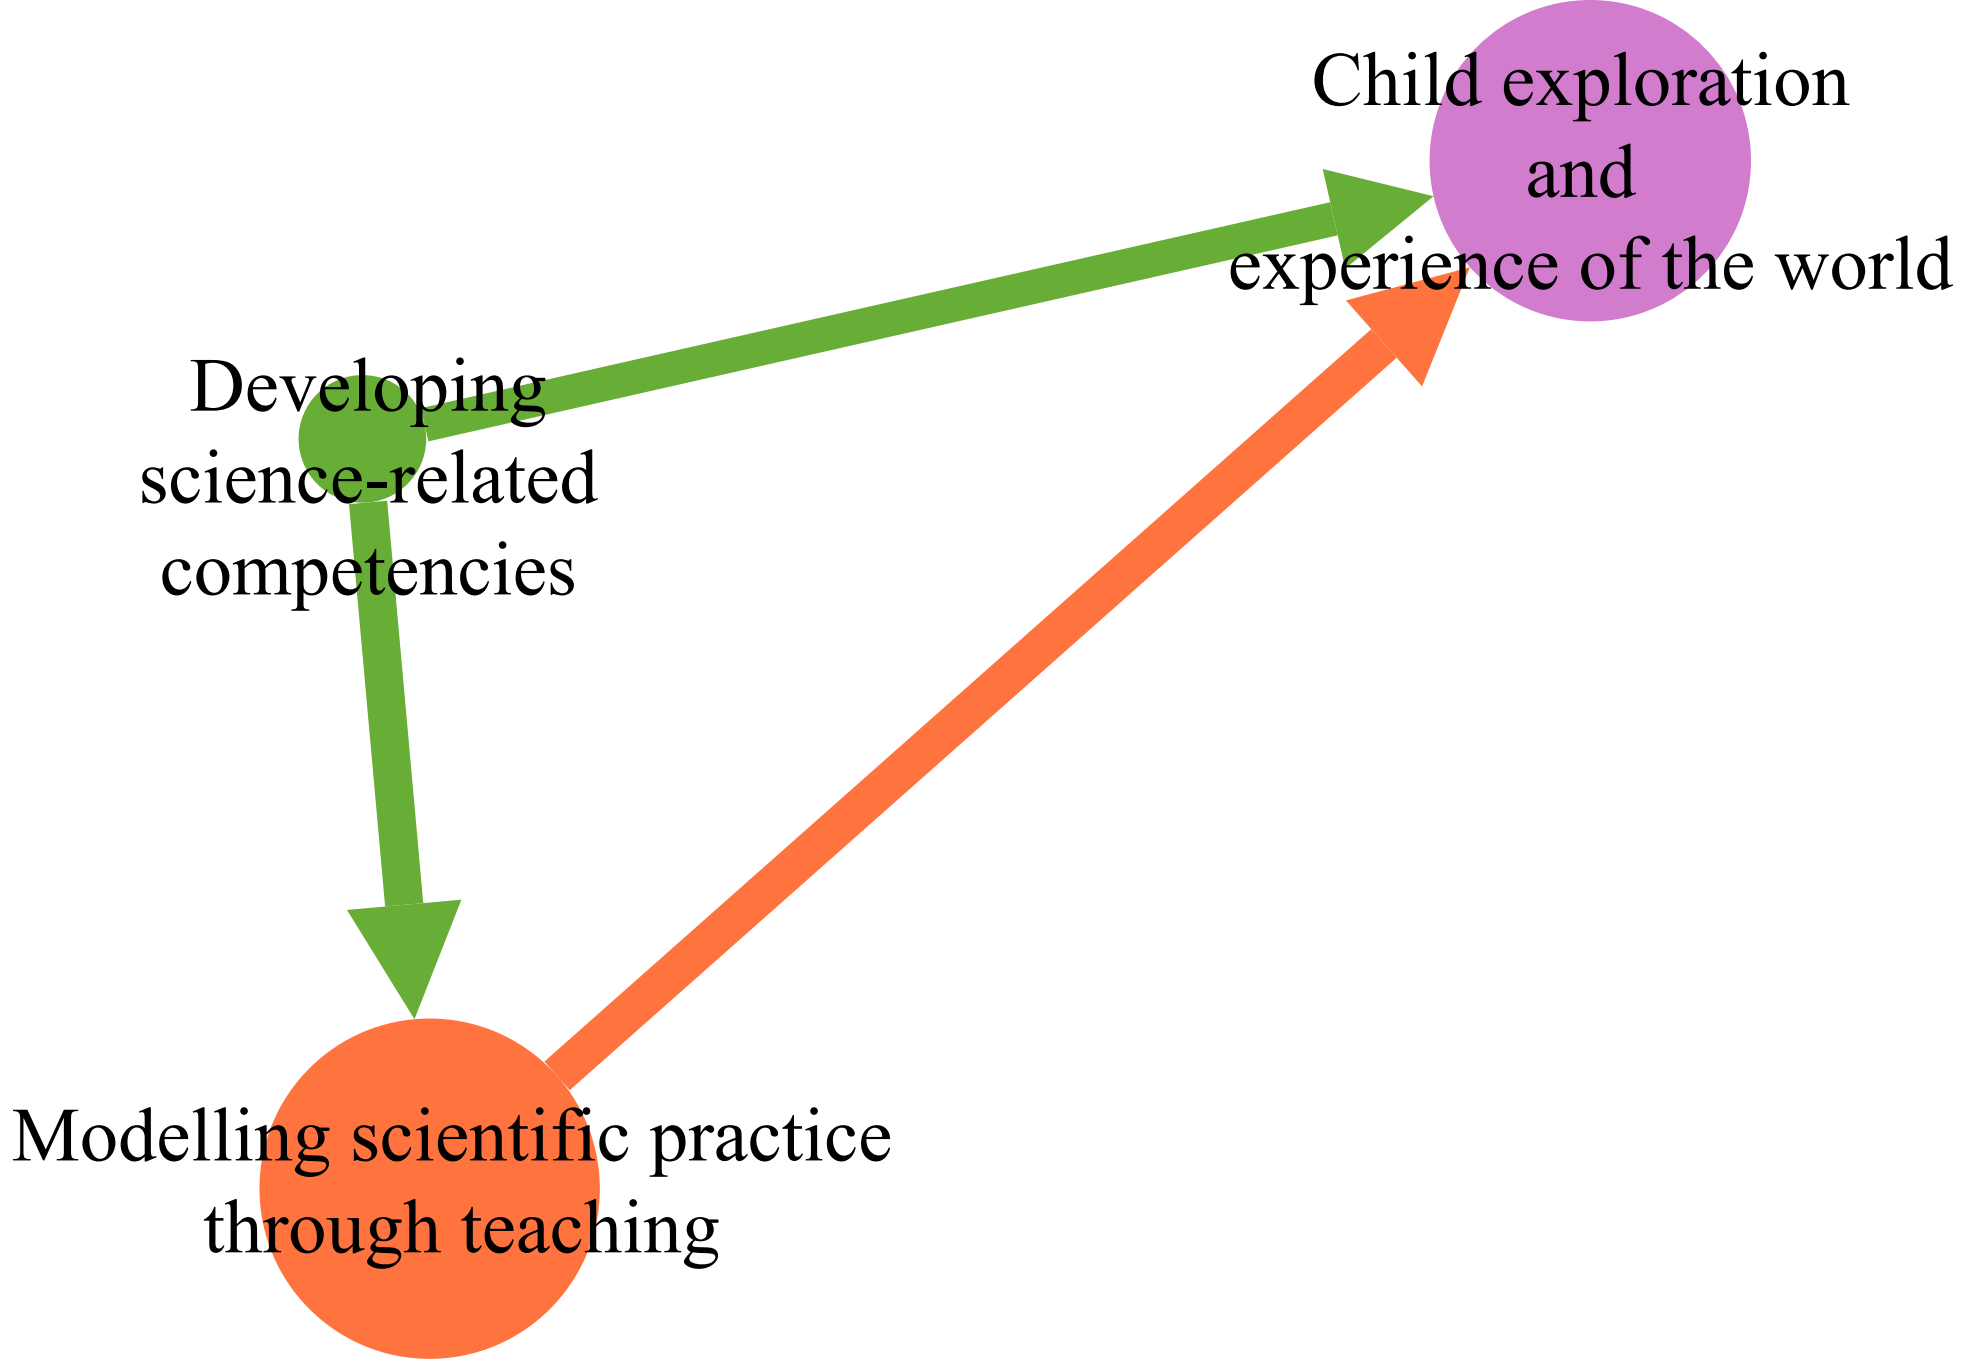 Child exploration
and
experience of the world
Developing
science-related
competencies
Modelling scientific practice
through teaching